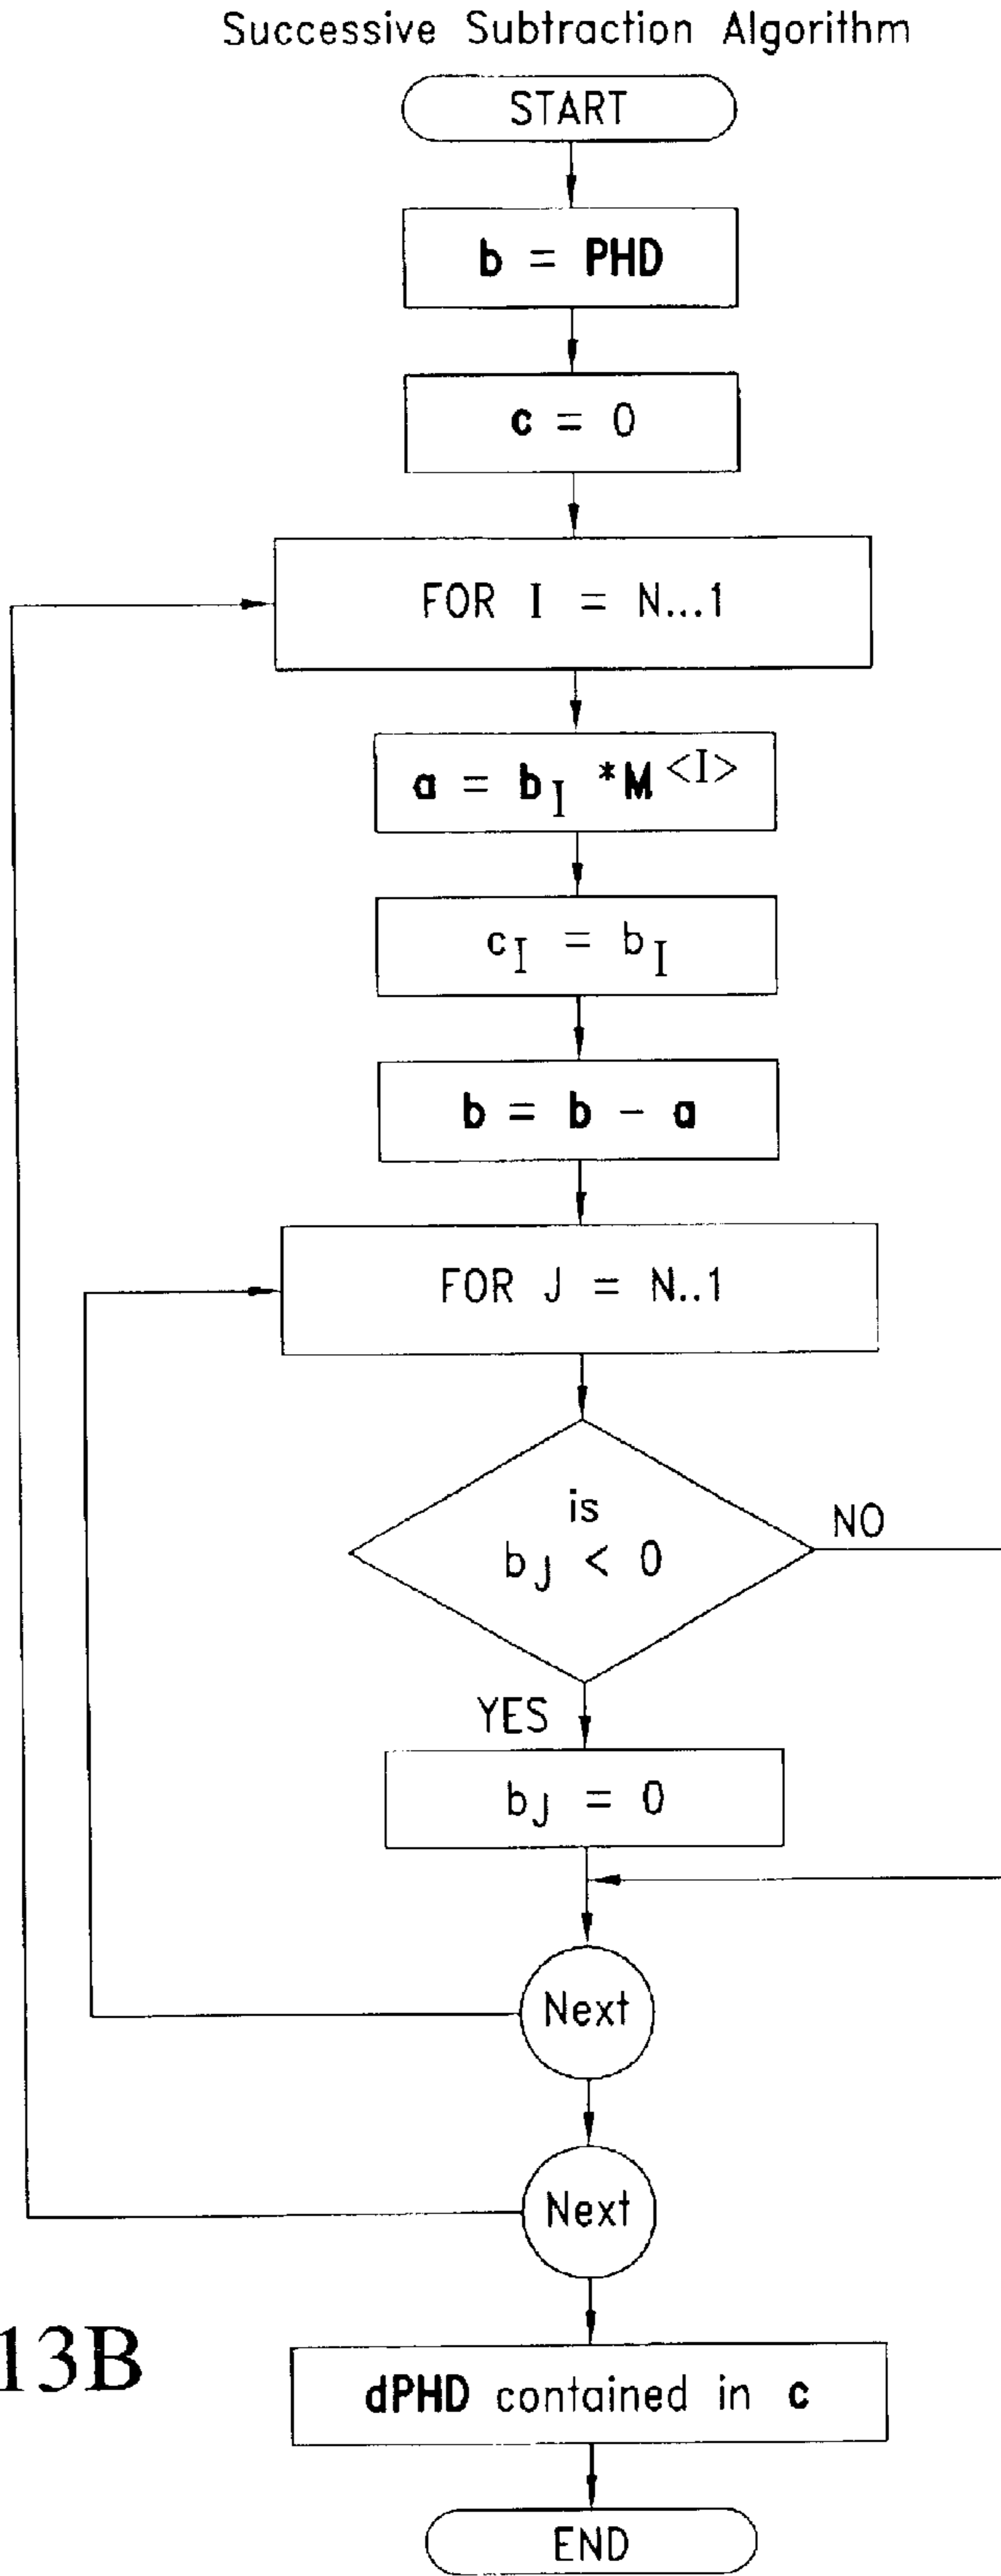 Successive Subtraction Algorithm
START
b = PHD
c = 0
FOR I = N...1
a = b_I *M^<I>
c_I = b_I
b = b - a
FOR J = N..1
is
b_J < 0
NO
YES
b_J = 0
Next
Next
13B
dPHD contained in c
END